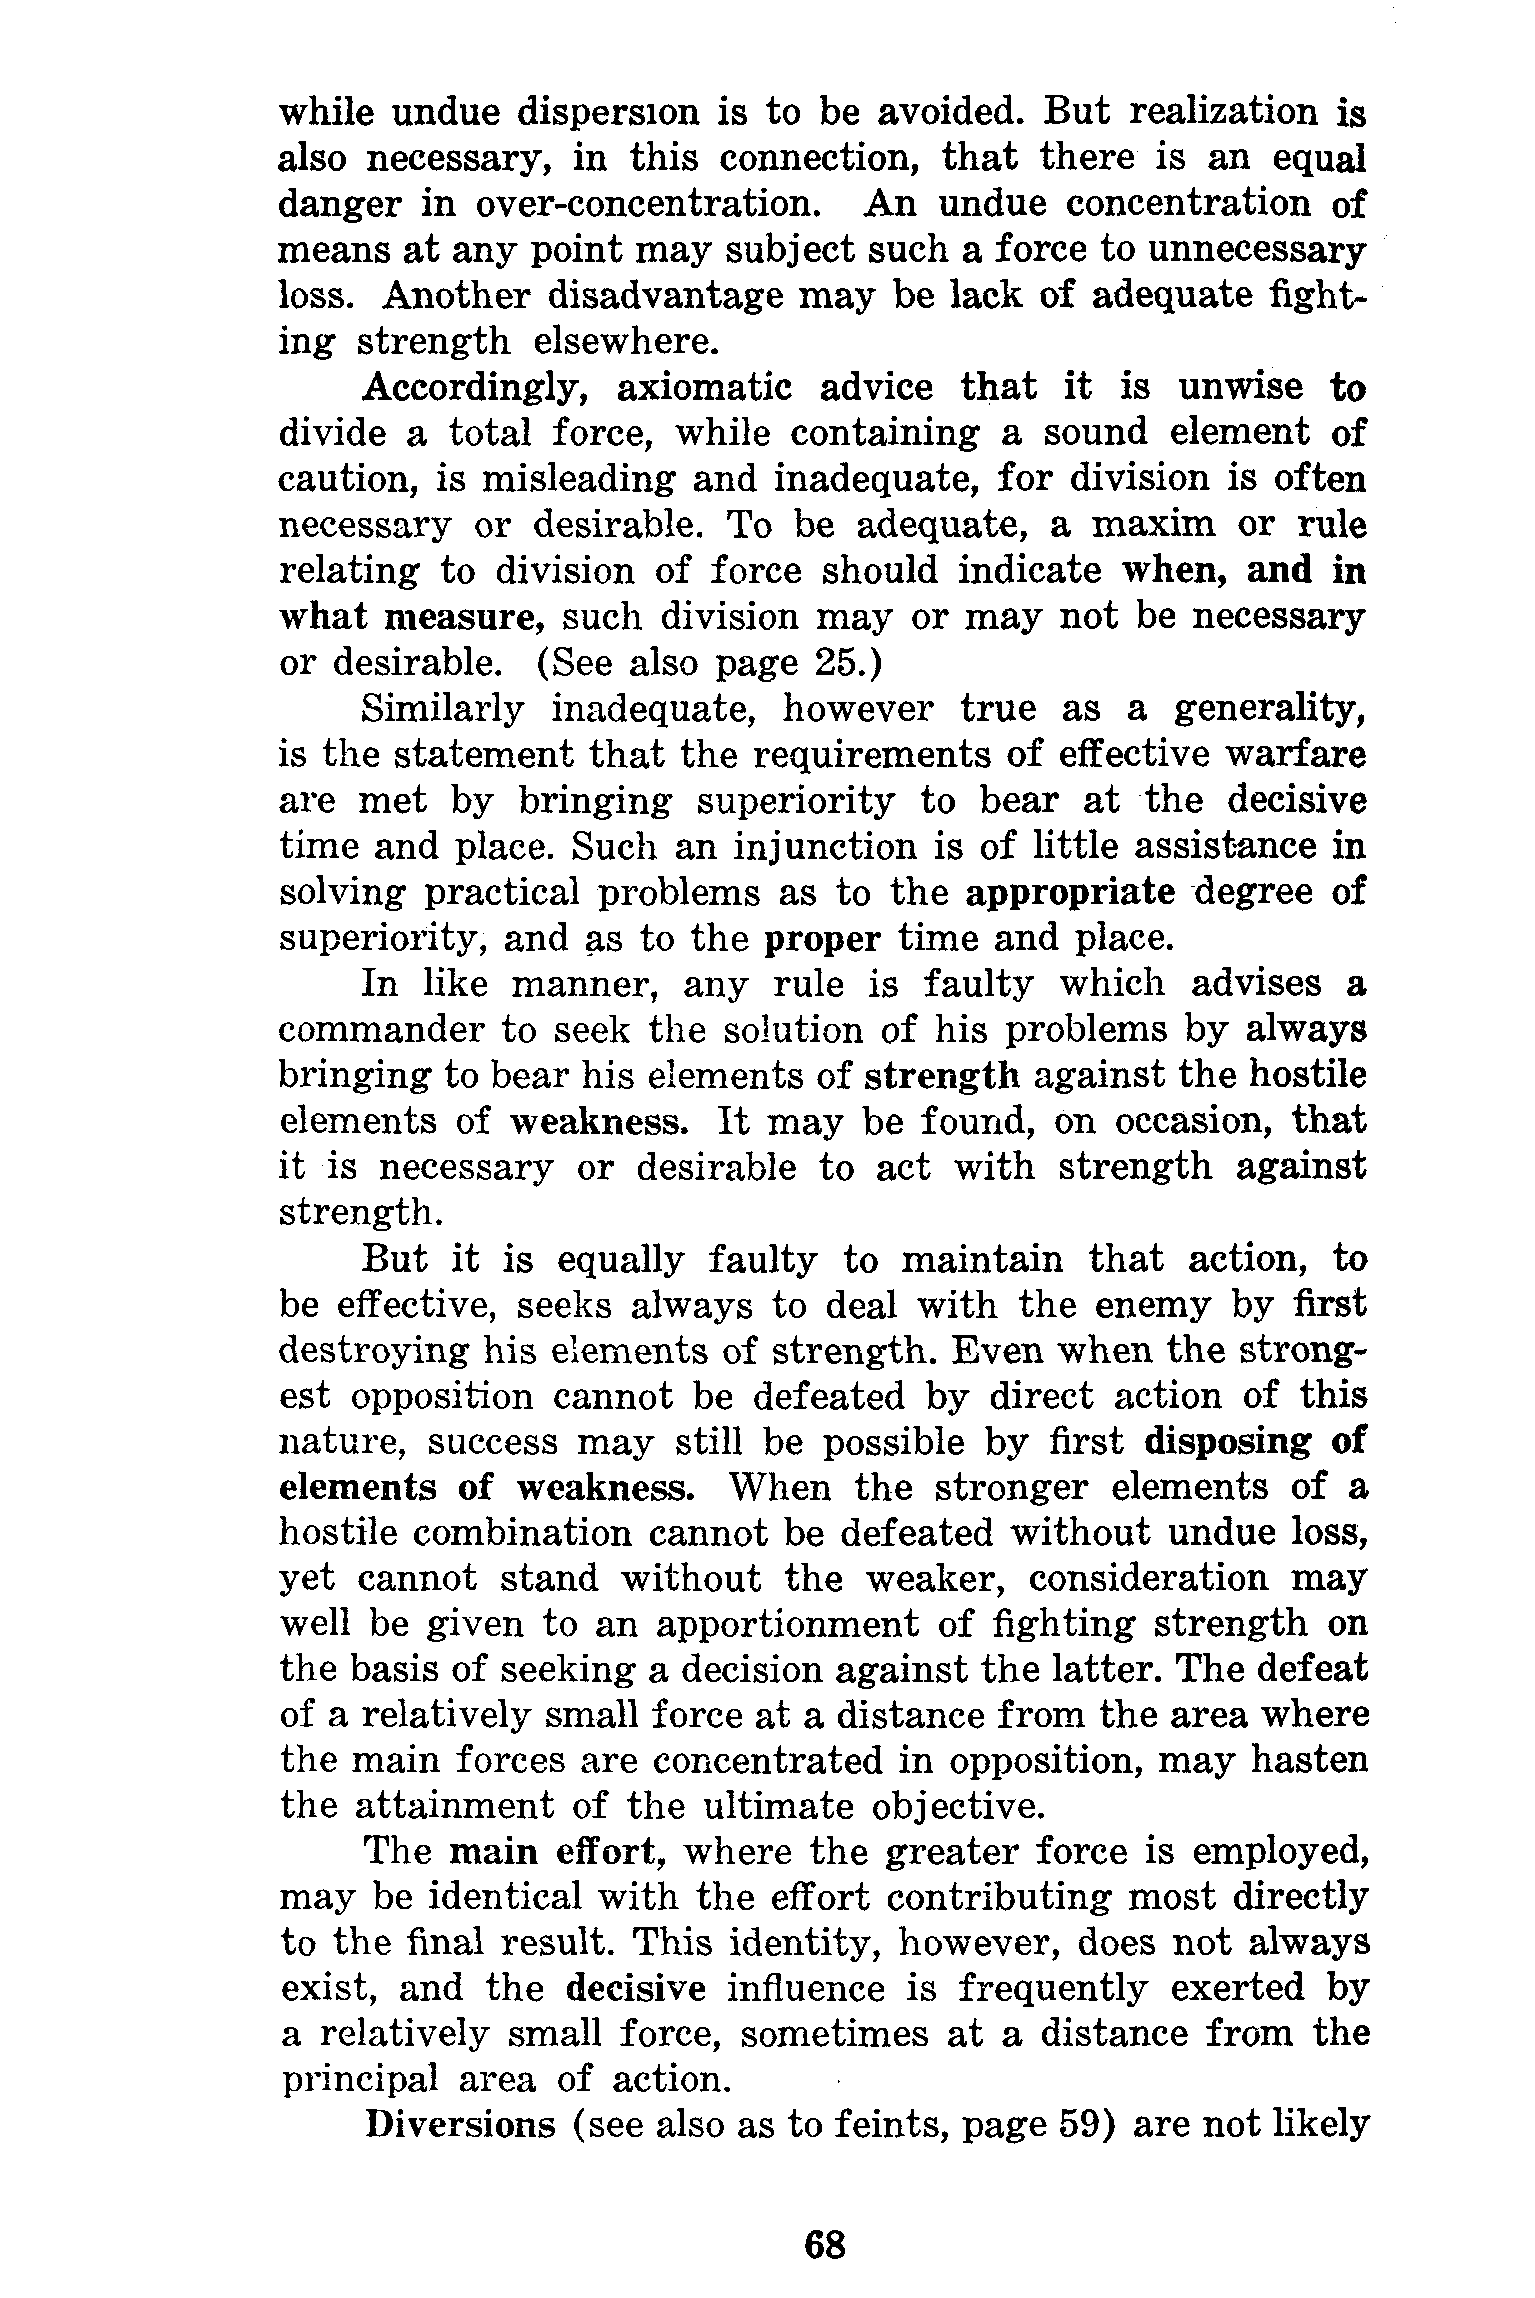 while undue dispersion is to be avoided. But realization is
also necessary, in this connection, that there is an equal
danger in over-concentration. An undue concentration of
means at any point may subject such a force to unnecessary
loss. Another disadvantage may be lack of adequate fight-
ing strength elsewhere.
Accordingly, axiomatic advice that it is unwise to
divide a total force, while containing a sound element of
caution, is misleading and inadequate, for division is often
necessary or desirable. To be adequate, a maxim or rule
relating to division of force should indicate when, and in
what measure, such division may or may not be necessary
or desirable. (See also page 25.)
Similarly inadequate, however true as a generality,
is the statement that the requirements of effective warfare
are met by bringing superiority to bear at the decisive
time and place. Such an injunction is of little assistance in
solving practical problems as to the appropriate degree of
superiority, and as to the proper time and place.
In like manner, any rule is faulty which advises a
commander to seek the solution of his problems by always
bringing to bear his elements of strength against the hostile
elements of weakness. It may be found, on occasion, that
it is necessary or desirable to act with strength against
strength.
But it is equally faulty to maintain that action, to
be effective, seeks always to deal with the enemy by first
destroying his elements of strength. Even when the strong-
est opposition cannot be defeated by direct action of this
nature, success may still be possible by first disposing of
elements of weakness. When the stronger elements of a
hostile combination cannot be defeated without undue loss,
yet cannot stand without the weaker, consideration may
well be given to an apportionment of fighting strength on
the basis of seeking a decision against the latter. The defeat
of a relatively small force at a distance from the area where
the main forces are concentrated in opposition, may hasten
the attainment of the ultimate objective.
The main effort, where the greater force is employed,
may be identical with the effort contributing most directly
to the final result. This identity, however, does not always
exist, and the decisive influence is frequently exerted by
a relatively small force, sometimes at a distance from the
principal area of action.
Diversions (see also as to feints, page 59) are not likely
68